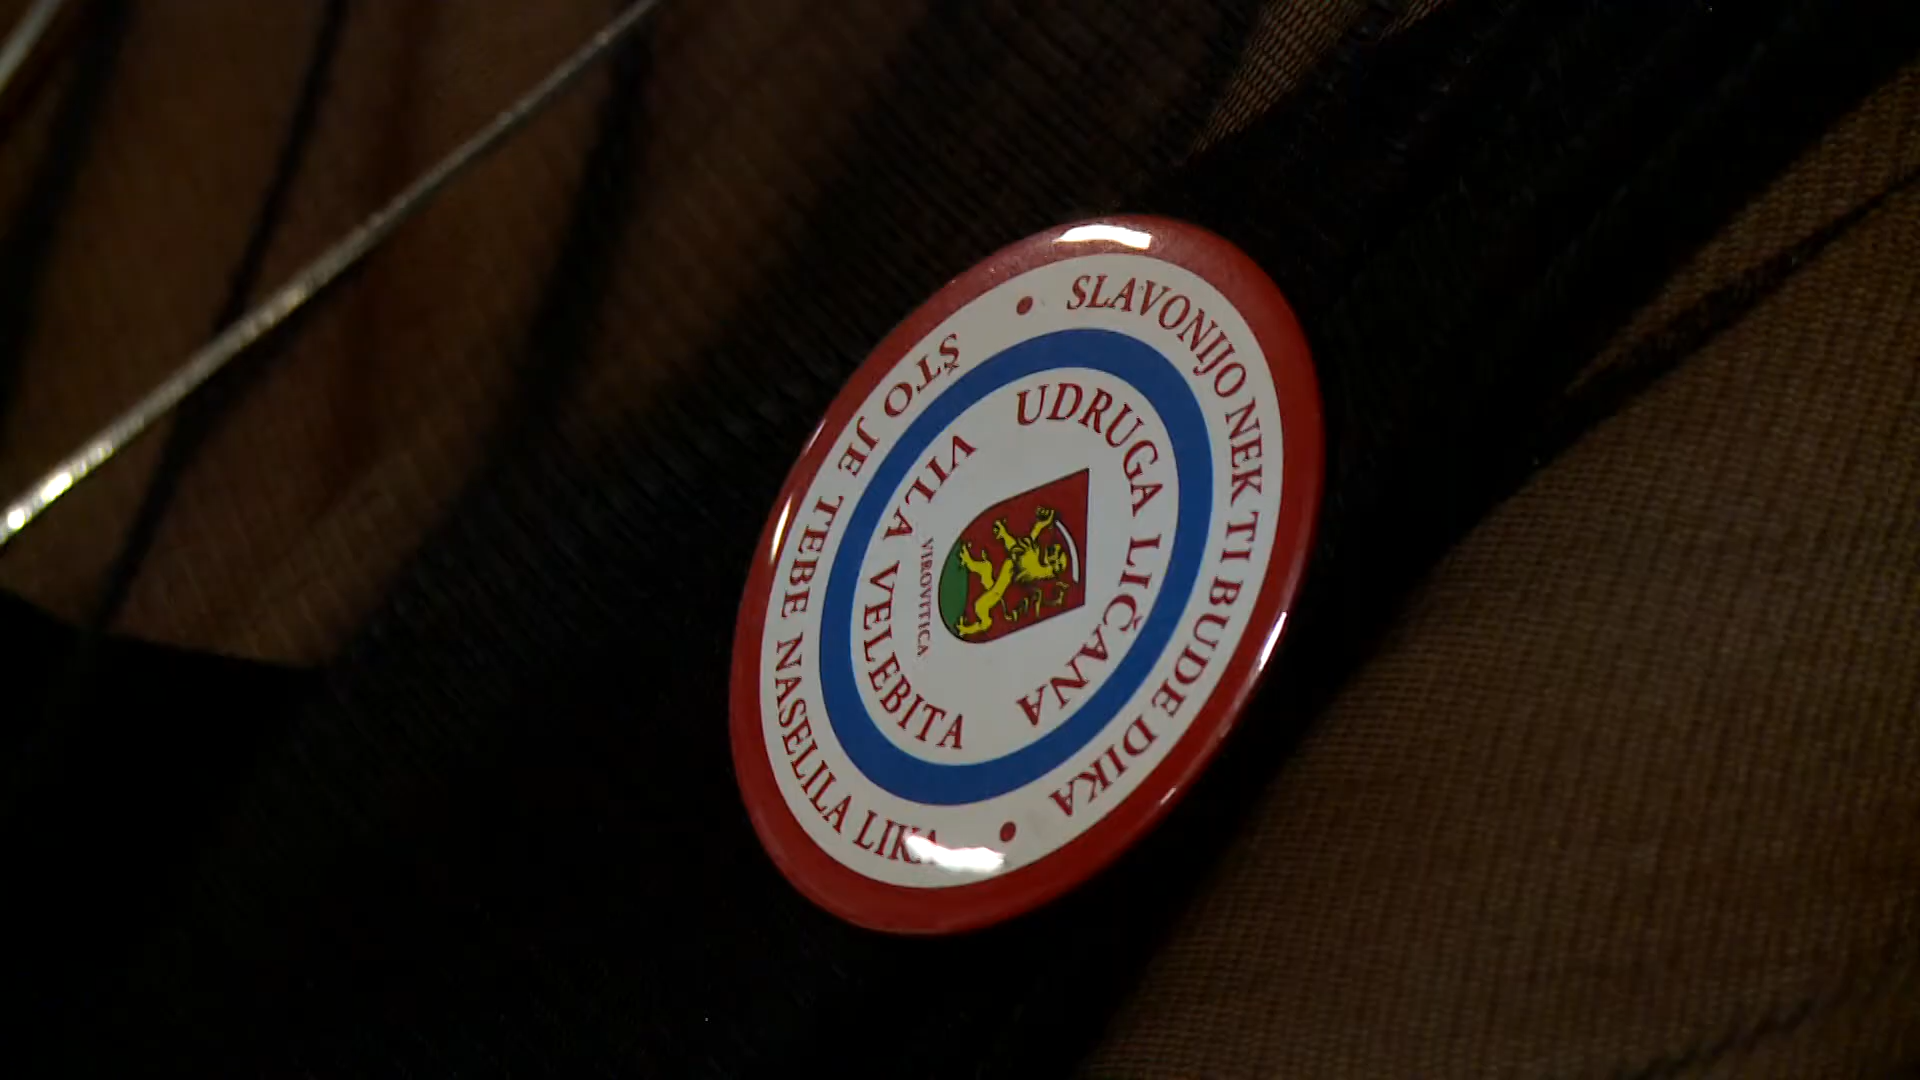 SLAVONIJO NEK TI BUDE DIKA
ŠTO JE TEBE NASELILA LIKA
UDRUGA LIČANA
VILA VELEBITA
VIROVITICA